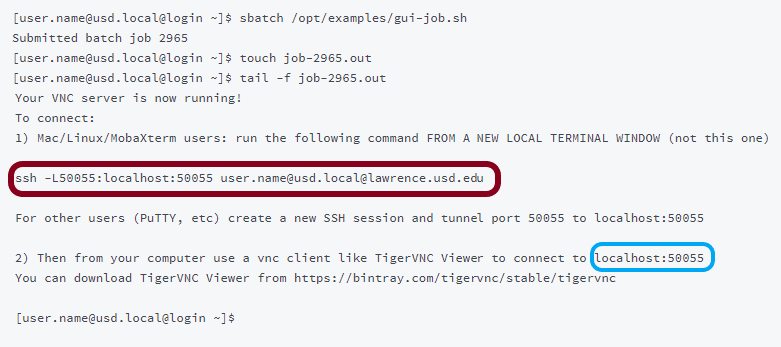 [user.name@usd.local@login ~]$ sbatch /opt/examples/gui-job.sh
Submitted batch job 2965
[user.name@usd.local@login ~]$ touch job-2965.out
[user.name@usd.local@login ~]$ tail -f job-2965.out
Your VNC server is now running!
To connect:
1) Mac/Linux/MobaXterm users: run the following command FROM A NEW LOCAL TERMINAL WINDOW (not this one)
ssh -L50055:localhost:50055 user.name@usd.local@lawrence.usd.edu
For other users (PuTTY, etc) create a new SSH session and tunnel port 50055 to localhost:50055
2) Then from your computer use a vnc client like TigerVNC Viewer to connect to localhost:50055
You can download TigerVNC Viewer from https://bintray.com/tigervnc/stable/tigervnc
[user.name@usd.local@login ~]$